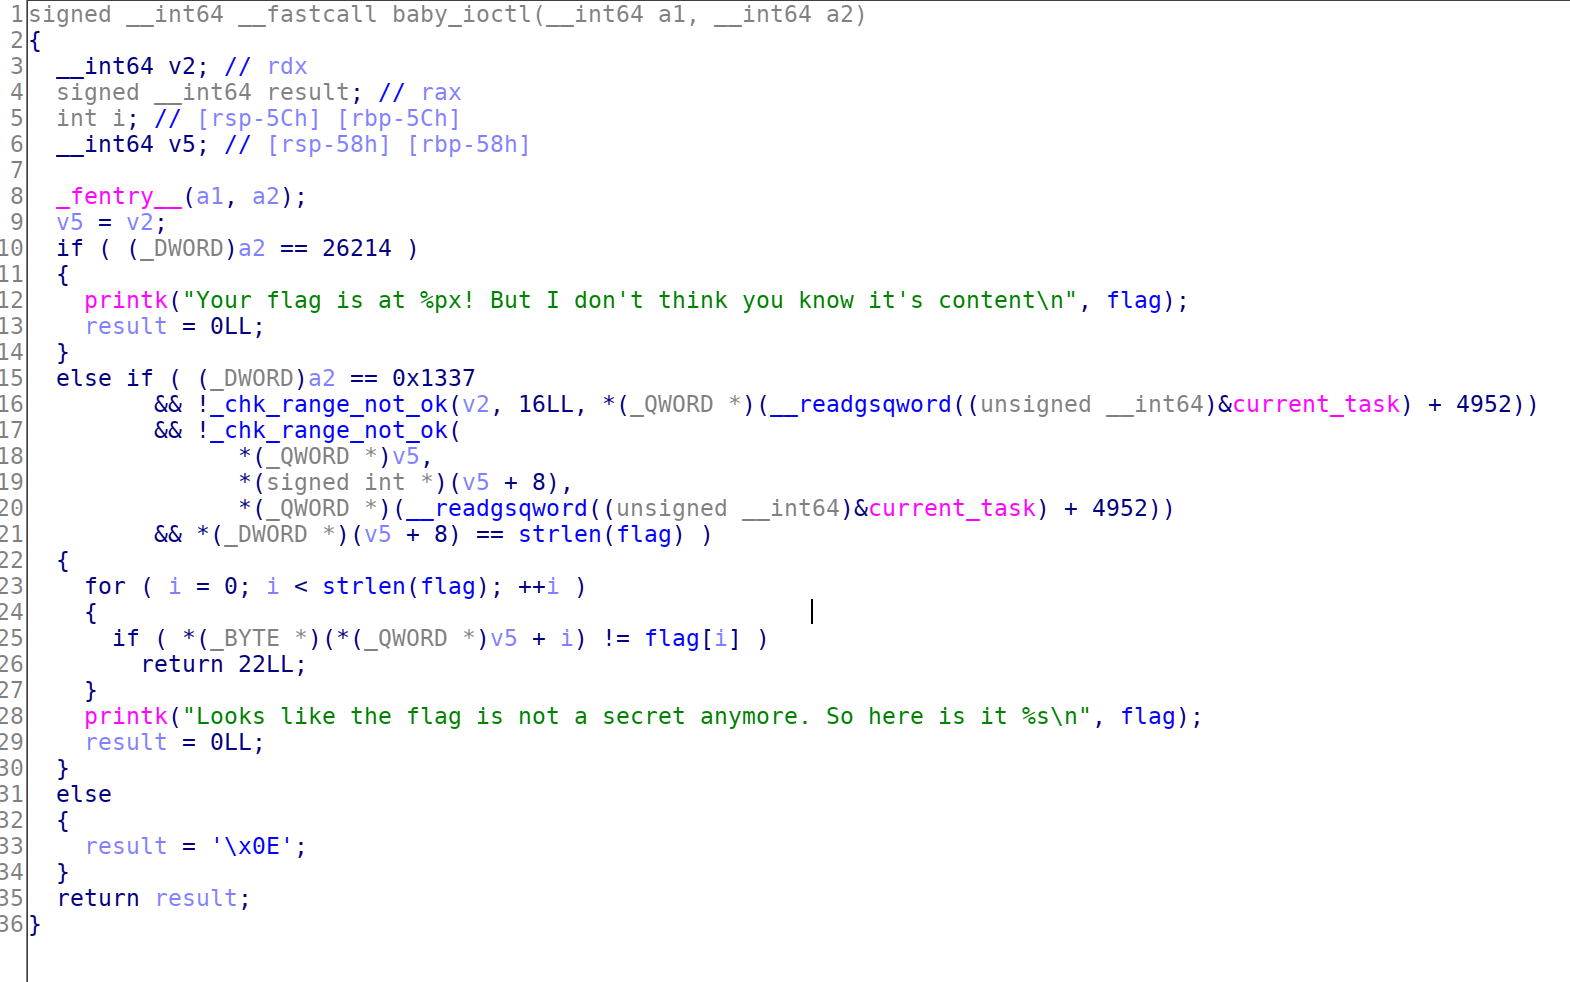 1 signed __int64 __fastcall baby_ioctl(__int64 a1, __int64 a2)
2 {
3   __int64 v2; // rdx
4   signed __int64 result; // rax
5   int i; // [rsp-5Ch] [rbp-5Ch]
6   __int64 v5; // [rsp-58h] [rbp-58h]
7
8   _fentry__(a1, a2);
9   v5 = v2;
10   if ( (_DWORD)a2 == 26214 )
11   {
12     printk("Your flag is at %px! But I don't think you know it's content\n", flag);
13     result = 0LL;
14   }
15   else if ( (_DWORD)a2 == 0x1337
16          && !_chk_range_not_ok(v2, 16LL, *(_QWORD *)(__readgsqword((unsigned __int64)&current_task) + 4952))
17          && !_chk_range_not_ok(
18                *(_QWORD *)v5,
19                *(signed int *)(v5 + 8),
20                *(_QWORD *)(__readgsqword((unsigned __int64)&current_task) + 4952))
21          && *(_DWORD *)(v5 + 8) == strlen(flag) )
22   {
23     for ( i = 0; i < strlen(flag); ++i )
24     {
25       if ( *(_BYTE *)(*(_QWORD *)v5 + i) != flag[i] )
26         return 22LL;
27     }
28     printk("Looks like the flag is not a secret anymore. So here is it %s\n", flag);
29     result = 0LL;
30   }
31   else
32   {
33     result = '\x0E';
34   }
35   return result;
36 }